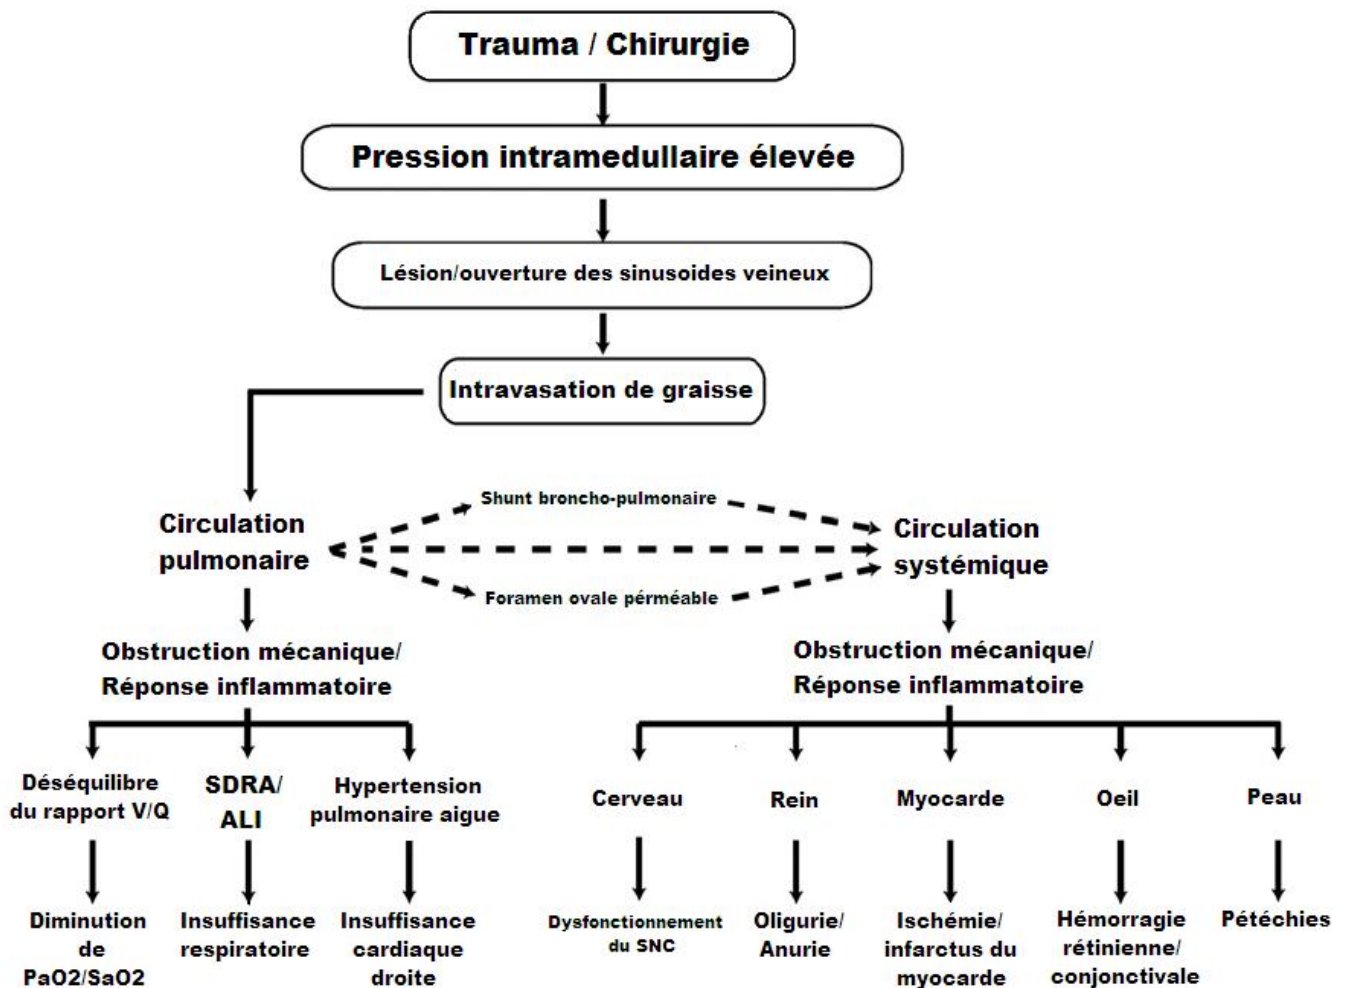 Trauma / Chirurgie
Pression intramedullaire élevée
Lésion/ouverture des sinusoides veineux
Intravasation de graisse
Shunt broncho-pulmonaire
Circulation
pulmonaire
Circulation
systémique
Foramen ovale pérméable
Obstruction mécanique/
Réponse inflammatoire
Obstruction mécanique/
Réponse inflammatoire
Déséquilibre
du rapport V/Q
SDRA/
ALI
Hypertension
pulmonaire aigue
Cerveau
Rein
Myocarde
Oeil
Peau
Diminution
de
PaO2/SaO2
Insuffisance
respiratoire
Insuffisance
cardiaque
droite
Dysfonctionnement
du SNC
Oligurie/
Anurie
Ischémie/
infarctus du
myocarde
Hémorragie
rétinienne/
conjonctivale
Pétéchies